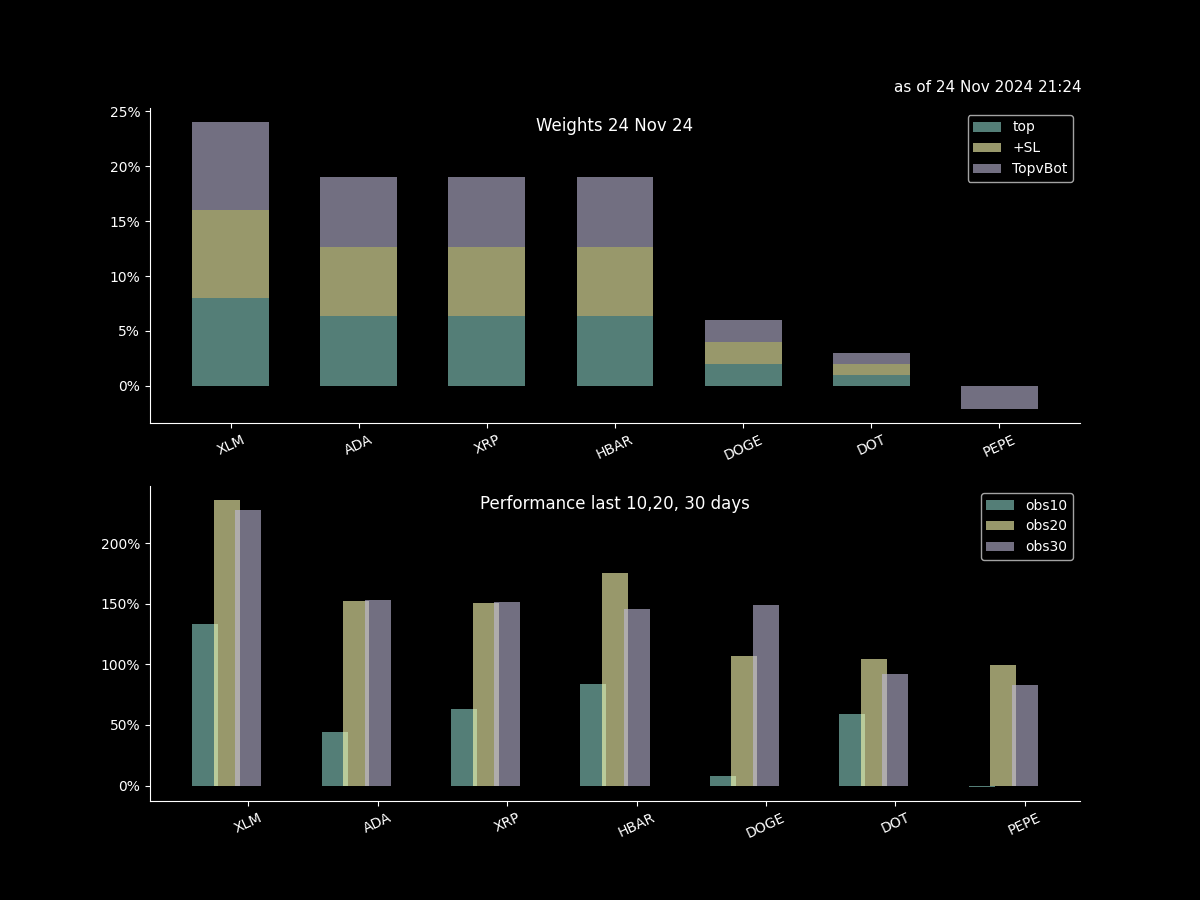 as of 24 Nov 2024 21:24
Weights 24 Nov 24
top
+SL
TopvBot
25%
20%
15%
10%
5%
0%
XLM ADA XRP HBAR DOGE DOT PEPE
Performance last 10,20, 30 days
obs10
obs20
obs30
200%
150%
100%
50%
0%
XLM ADA XRP HBAR DOGE DOT PEPE